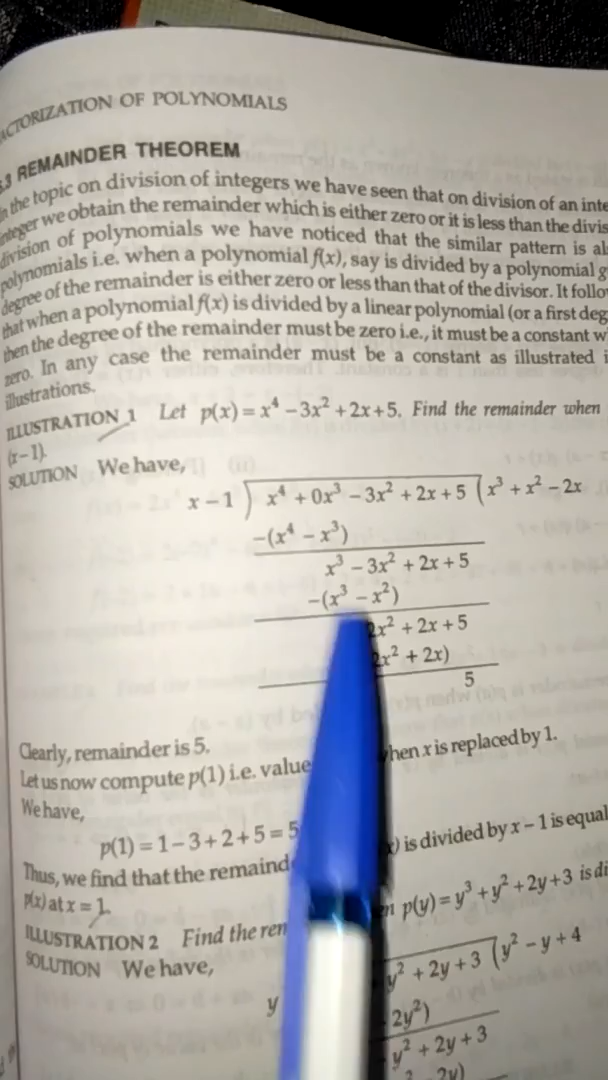 FACTORIZATION OF POLYNOMIALS
REMAINDER THEOREM
the topic on division of integers we have seen that on division of an
we obtain the remainder which is either zero or it is less than the
division of polynomials we have noticed that the similar pattern is
polynomials i.e. when a polynomial f(x), say is divided by a polynomial
degree of the remainder is either zero or less than that of the divisor. It
that when a polynomial f(x) is divided by a linear polynomial (or a first
then the degree of the remainder must be zero i.e., it must be a constant
zero. In any case the remainder must be a constant as illustrated
illustrations.
ILLUSTRATION 1 Let p(x) = x⁴ − 3x² + 2x + 5. Find the remainder when
(x − 1).
SOLUTION We have,
x − 1 ) x⁴ + 0x³ − 3x² + 2x + 5 ( x³ + x² − 2x
−(x⁴ − x³)
x³ − 3x² + 2x + 5
−(x³ − x²)
2x² + 2x + 5
2x² + 2x)
5
Clearly, remainder is 5.
Let us now compute p(1) i.e. value when x is replaced by 1.
We have,
p(1) = 1 − 3 + 2 + 5 = 5
Thus, we find that the is divided by x − 1 is equal
p(x) at x = 1.
ILLUSTRATION 2 Find the p(y) = y³ + y² + 2y + 3 is
SOLUTION We have,
y y² + 2y + 3 ( y² − y + 4
2y²)
y² + 2y + 3
2y)